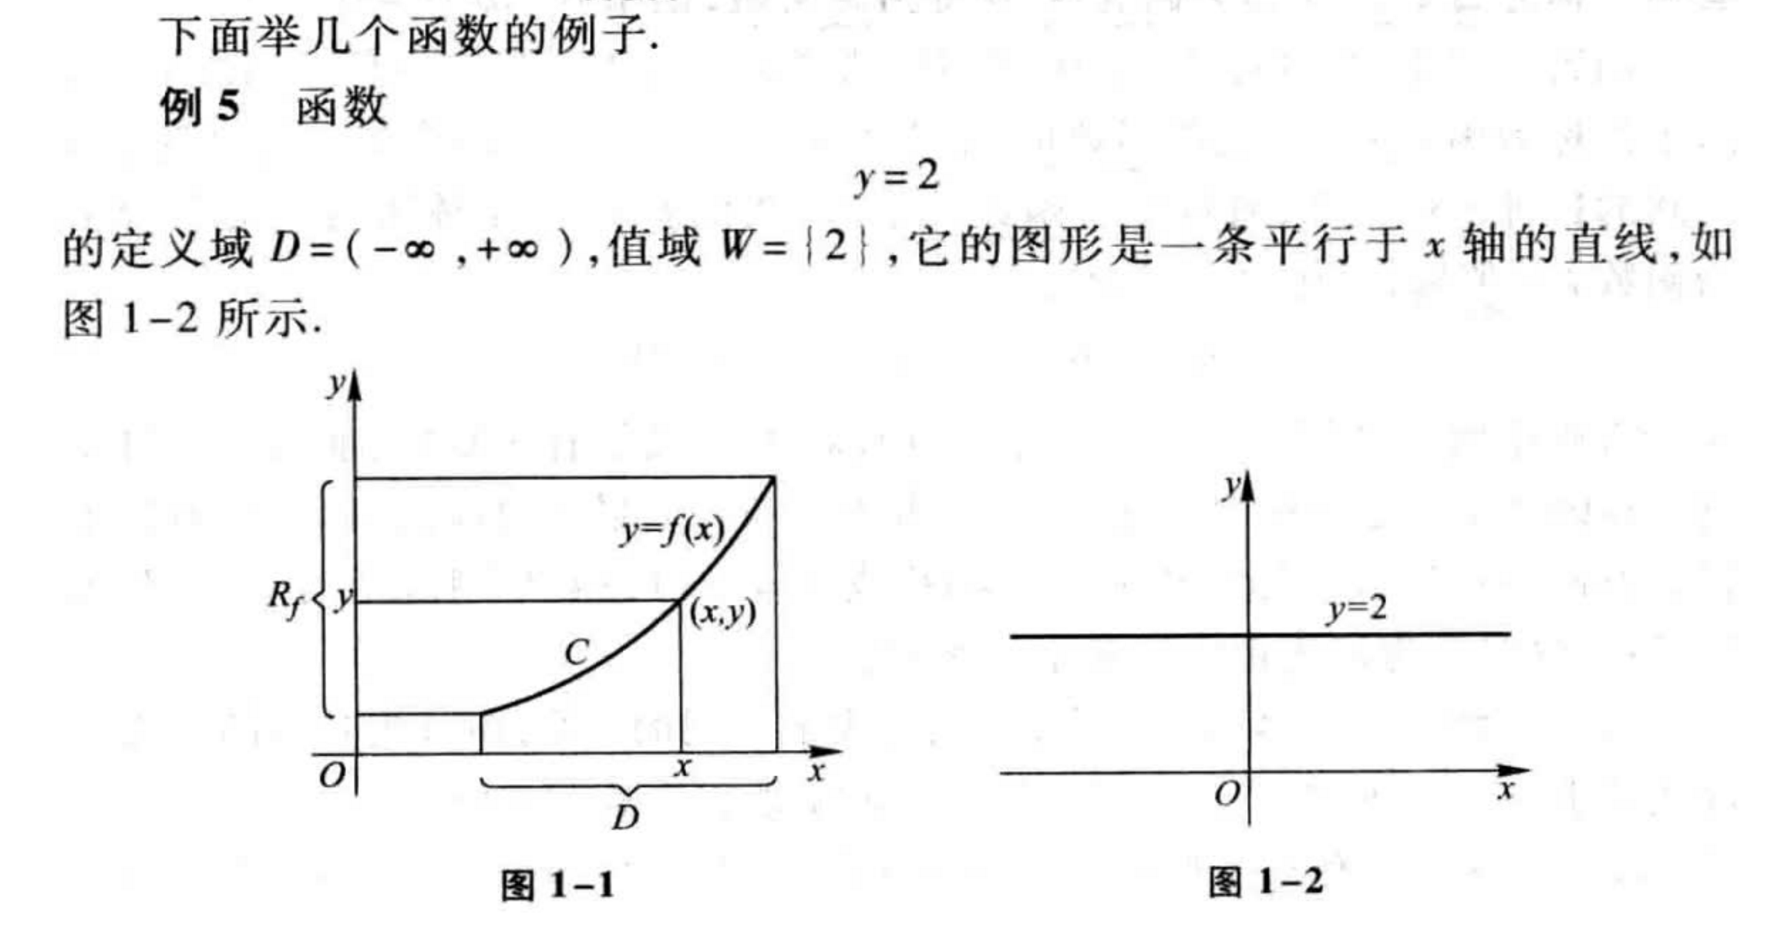 下面举几个函数的例子.
例 5 函数
y=2
的定义域 D=(-∞,+∞),值域 W={2},它的图形是一条平行于 x 轴的直线,如
图 1-2 所示.
y
y=f(x)
R_f
y
(x,y)
C
O
x
x
D
图 1-1
y
y=2
O
x
图 1-2